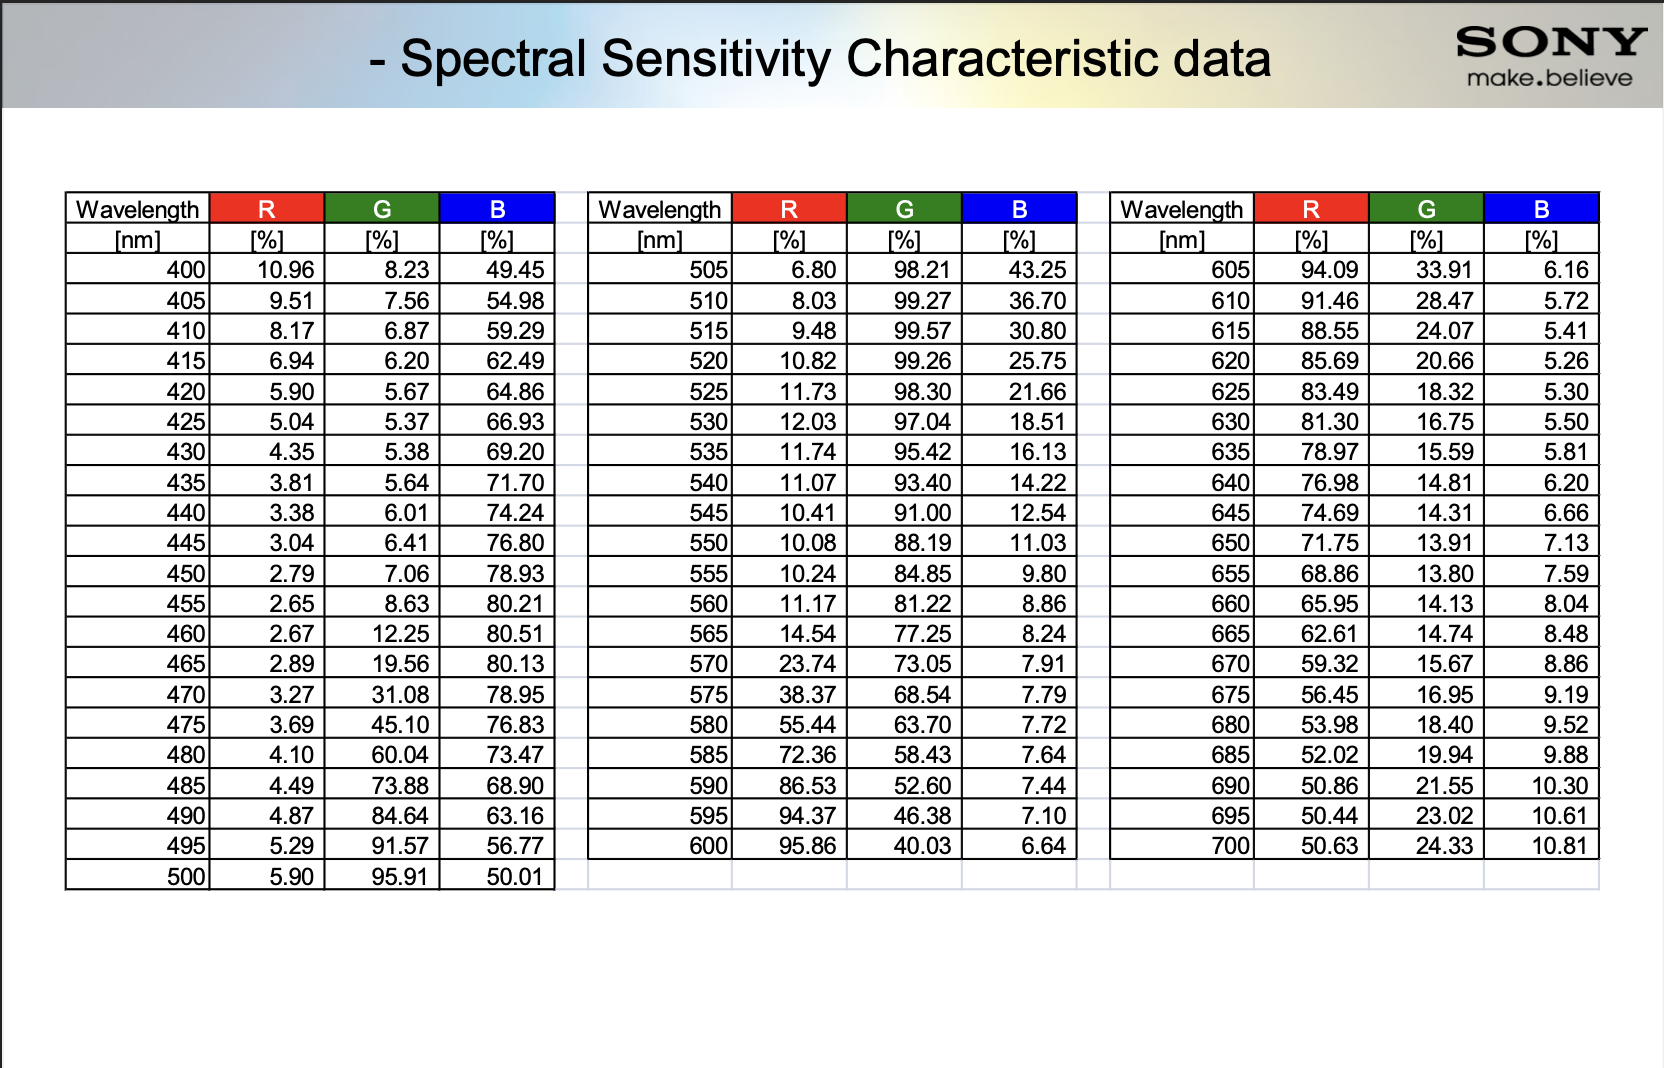 - Spectral Sensitivity Characteristic data
SONY
make.believe
Wavelength R G B Wavelength R G B Wavelength R G B
[nm] [%] [%] [%] [nm] [%] [%] [%] [nm] [%] [%] [%]
400 10.96 8.23 49.45 505 6.80 98.21 43.25 605 94.09 33.91 6.16
405 9.51 7.56 54.98 510 8.03 99.27 36.70 610 91.46 28.47 5.72
410 8.17 6.87 59.29 515 9.48 99.57 30.80 615 88.55 24.07 5.41
415 6.94 6.20 62.49 520 10.82 99.26 25.75 620 85.69 20.66 5.26
420 5.90 5.67 64.86 525 11.73 98.30 21.66 625 83.49 18.32 5.30
425 5.04 5.37 66.93 530 12.03 97.04 18.51 630 81.30 16.75 5.50
430 4.35 5.38 69.20 535 11.74 95.42 16.13 635 78.97 15.59 5.81
435 3.81 5.64 71.70 540 11.07 93.40 14.22 640 76.98 14.81 6.20
440 3.38 6.01 74.24 545 10.41 91.00 12.54 645 74.69 14.31 6.66
445 3.04 6.41 76.80 550 10.08 88.19 11.03 650 71.75 13.91 7.13
450 2.79 7.06 78.93 555 10.24 84.85 9.80 655 68.86 13.80 7.59
455 2.65 8.63 80.21 560 11.17 81.22 8.86 660 65.95 14.13 8.04
460 2.67 12.25 80.51 565 14.54 77.25 8.24 665 62.61 14.74 8.48
465 2.89 19.56 80.13 570 23.74 73.05 7.91 670 59.32 15.67 8.86
470 3.27 31.08 78.95 575 38.37 68.54 7.79 675 56.45 16.95 9.19
475 3.69 45.10 76.83 580 55.44 63.70 7.72 680 53.98 18.40 9.52
480 4.10 60.04 73.47 585 72.36 58.43 7.64 685 52.02 19.94 9.88
485 4.49 73.88 68.90 590 86.53 52.60 7.44 690 50.86 21.55 10.30
490 4.87 84.64 63.16 595 94.37 46.38 7.10 695 50.44 23.02 10.61
495 5.29 91.57 56.77 600 95.86 40.03 6.64 700 50.63 24.33 10.81
500 5.90 95.91 50.01